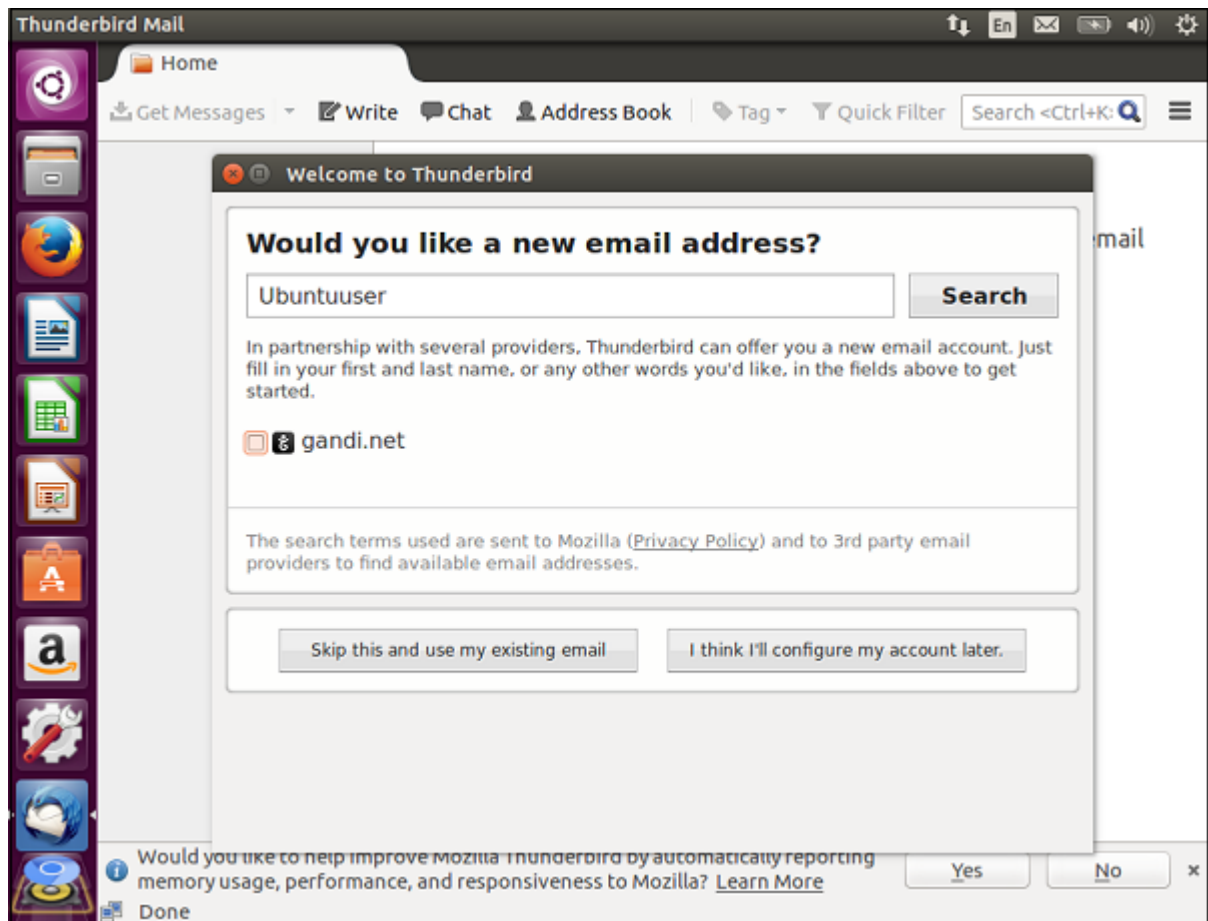 Thunderbird Mail
En
Home
Get Messages
Write
Chat
Address Book
Tag
Quick Filter
Search <Ctrl+K>
Welcome to Thunderbird
Would you like a new email address?
email
Ubuntuuser
Search
In partnership with several providers, Thunderbird can offer you a new email account. Just
fill in your first and last name, or any other words you'd like, in the fields above to get
started.
gandi.net
The search terms used are sent to Mozilla (Privacy Policy) and to 3rd party email
providers to find available email addresses.
Skip this and use my existing email
I think I'll configure my account later.
Would you like to help improve Mozilla Thunderbird by automatically reporting
memory usage, performance, and responsiveness to Mozilla? Learn More
Yes
No
Done